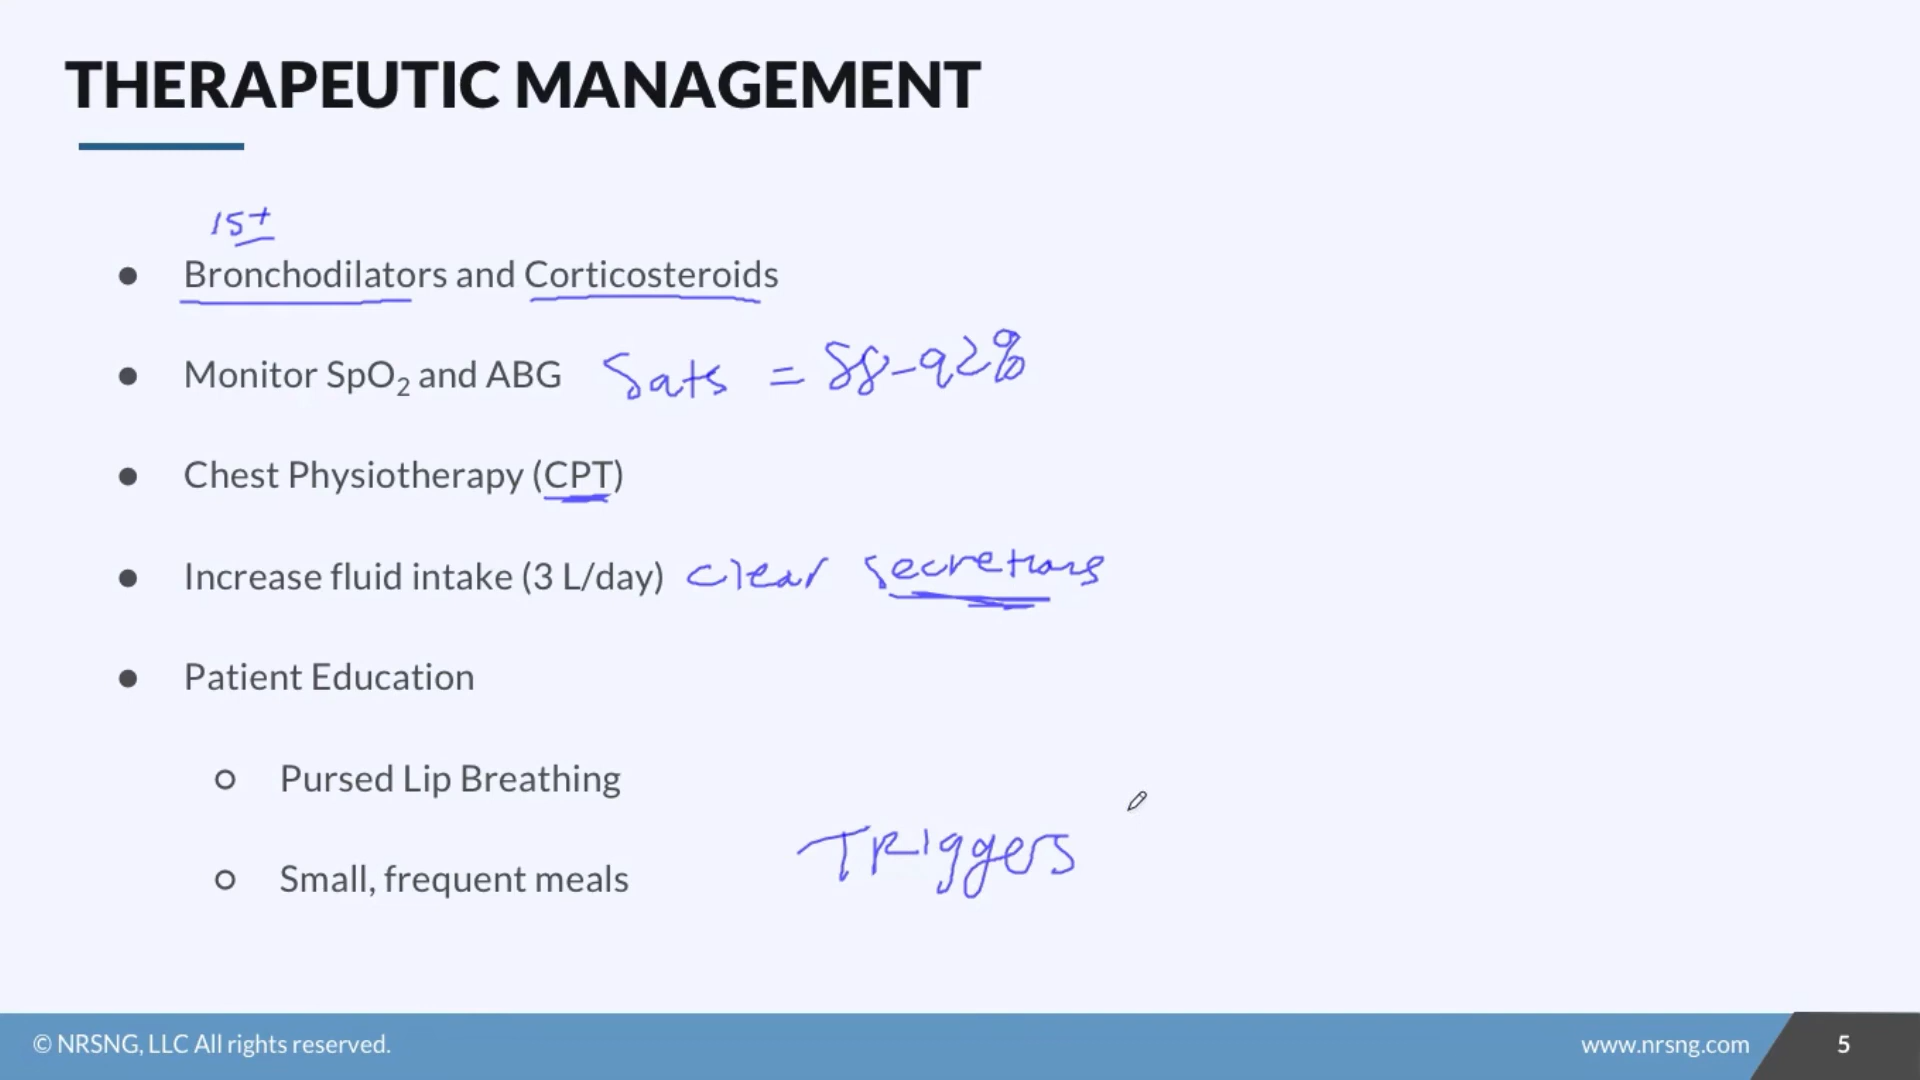 THERAPEUTIC MANAGEMENT
1st
● Bronchodilators and Corticosteroids
● Monitor SpO₂ and ABG Sats = 88-92%
● Chest Physiotherapy (CPT)
● Increase fluid intake (3 L/day) clear secretions
● Patient Education
○ Pursed Lip Breathing
TRiggers
○ Small, frequent meals
© NRSNG, LLC All rights reserved. www.nrsng.com 5